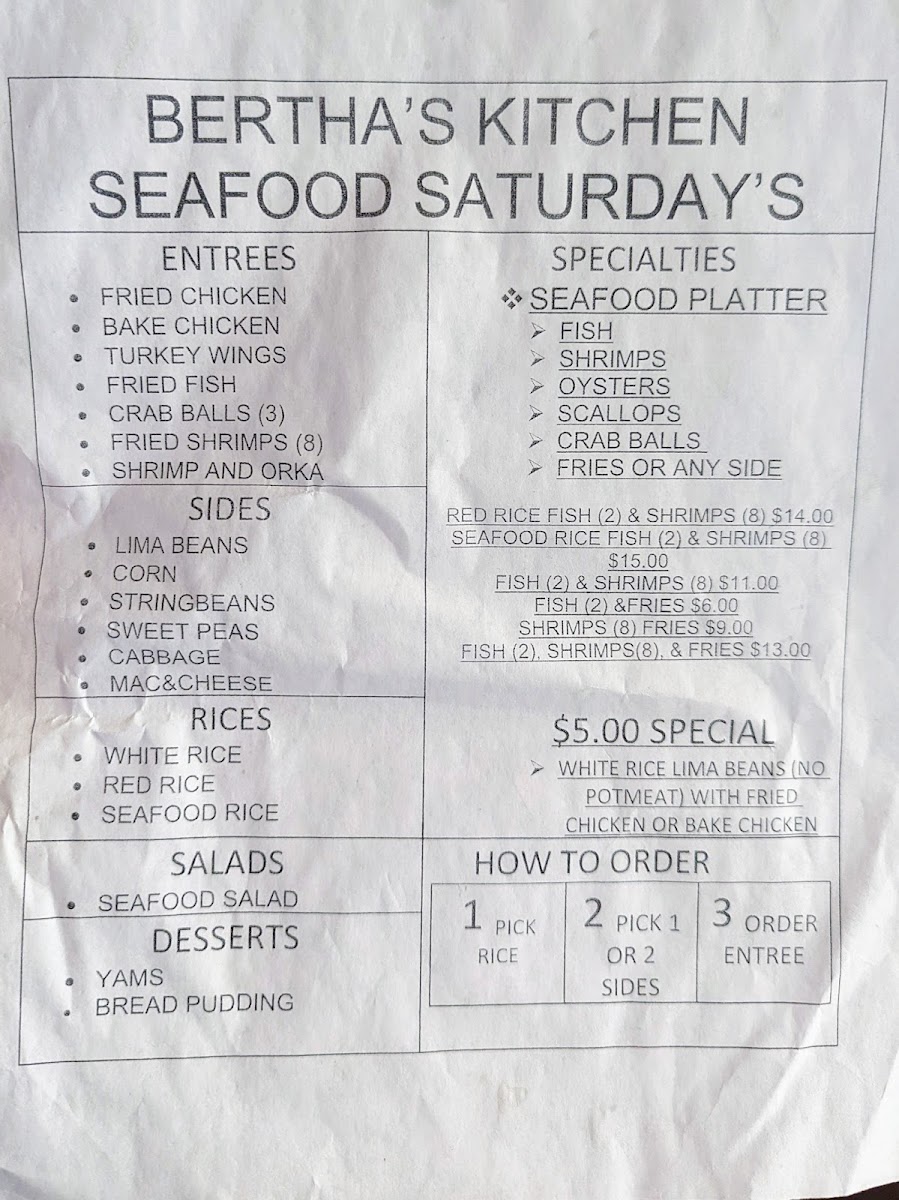 BERTHA'S KITCHEN
SEAFOOD SATURDAY'S
ENTREES
• FRIED CHICKEN
• BAKE CHICKEN
• TURKEY WINGS
• FRIED FISH
• CRAB BALLS (3)
• FRIED SHRIMPS (8)
• SHRIMP AND ORKA
SIDES
• LIMA BEANS
• CORN
• STRINGBEANS
• SWEET PEAS
• CABBAGE
• MAC&CHEESE
RICES
• WHITE RICE
• RED RICE
• SEAFOOD RICE
SALADS
• SEAFOOD SALAD
DESSERTS
• YAMS
• BREAD PUDDING
SPECIALTIES
❖ SEAFOOD PLATTER
➢ FISH
➢ SHRIMPS
➢ OYSTERS
➢ SCALLOPS
➢ CRAB BALLS
➢ FRIES OR ANY SIDE
RED RICE FISH (2) & SHRIMPS (8) $14.00
SEAFOOD RICE FISH (2) & SHRIMPS (8)
$15.00
FISH (2) & SHRIMPS (8) $11.00
FISH (2) &FRIES $6.00
SHRIMPS (8) FRIES $9.00
FISH (2), SHRIMPS(8), & FRIES $13.00
$5.00 SPECIAL
➢ WHITE RICE LIMA BEANS (NO
POTMEAT) WITH FRIED
CHICKEN OR BAKE CHICKEN
HOW TO ORDER
1 PICK
RICE
2 PICK 1
OR 2
SIDES
3 ORDER
ENTREE